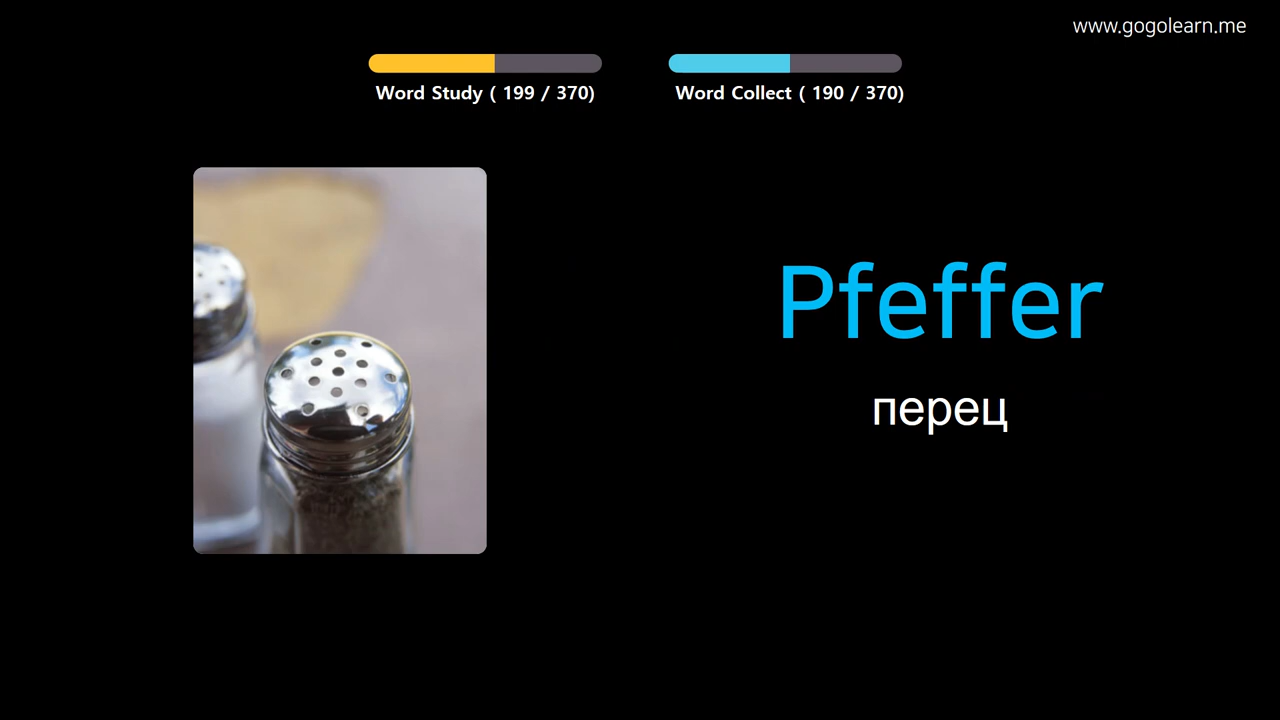 www.gogolearn.me
Word Study ( 199 / 370)
Word Collect ( 190 / 370)
Pfeffer
перец